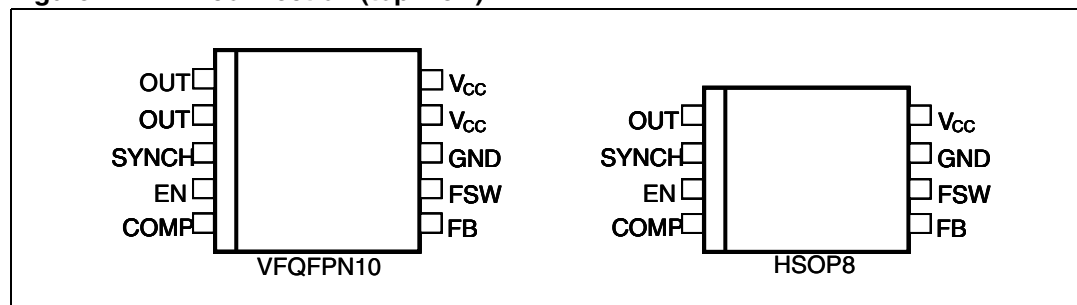 OUT
OUT
SYNCH
EN
COMP
VCC
VCC
GND
FSW
FB
VFQFPN10
OUT
SYNCH
EN
COMP
VCC
GND
FSW
FB
HSOP8